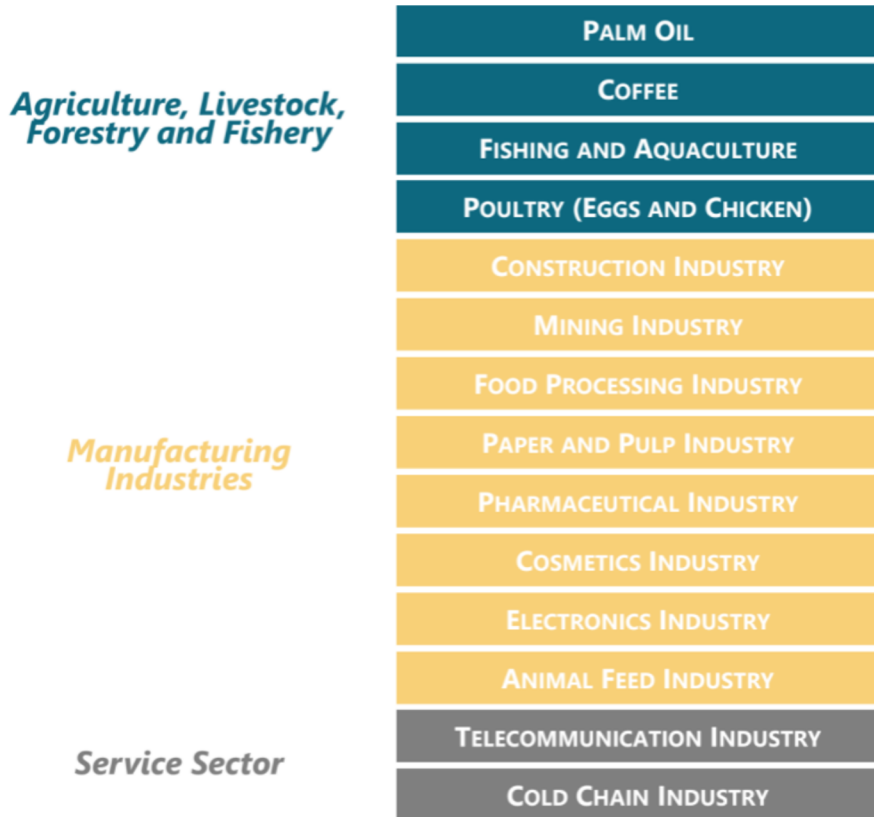 Agriculture, Livestock,
Forestry and Fishery
PALM OIL
COFFEE
FISHING AND AQUACULTURE
POULTRY (EGGS AND CHICKEN)
Manufacturing
Industries
CONSTRUCTION INDUSTRY
MINING INDUSTRY
FOOD PROCESSING INDUSTRY
PAPER AND PULP INDUSTRY
PHARMACEUTICAL INDUSTRY
COSMETICS INDUSTRY
ELECTRONICS INDUSTRY
ANIMAL FEED INDUSTRY
Service Sector
TELECOMMUNICATION INDUSTRY
COLD CHAIN INDUSTRY